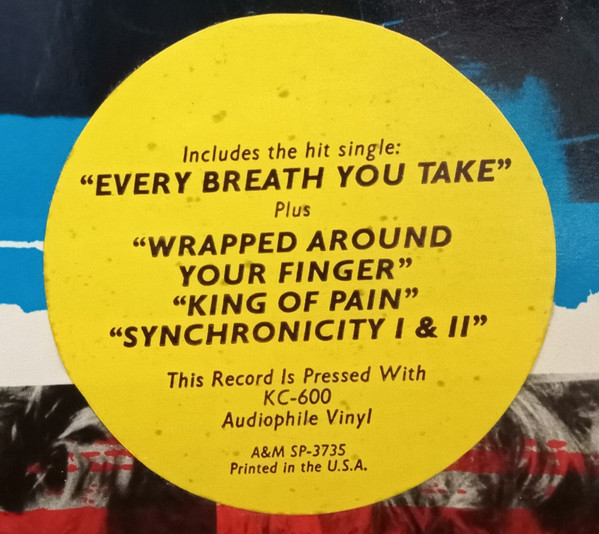 Includes the hit single:
“EVERY BREATH YOU TAKE”
Plus
“WRAPPED AROUND
YOUR FINGER”
“KING OF PAIN”
“SYNCHRONICITY I & II”
This Record Is Pressed With
KC-600
Audiophile Vinyl
A&M SP-3735
Printed in the U.S.A.